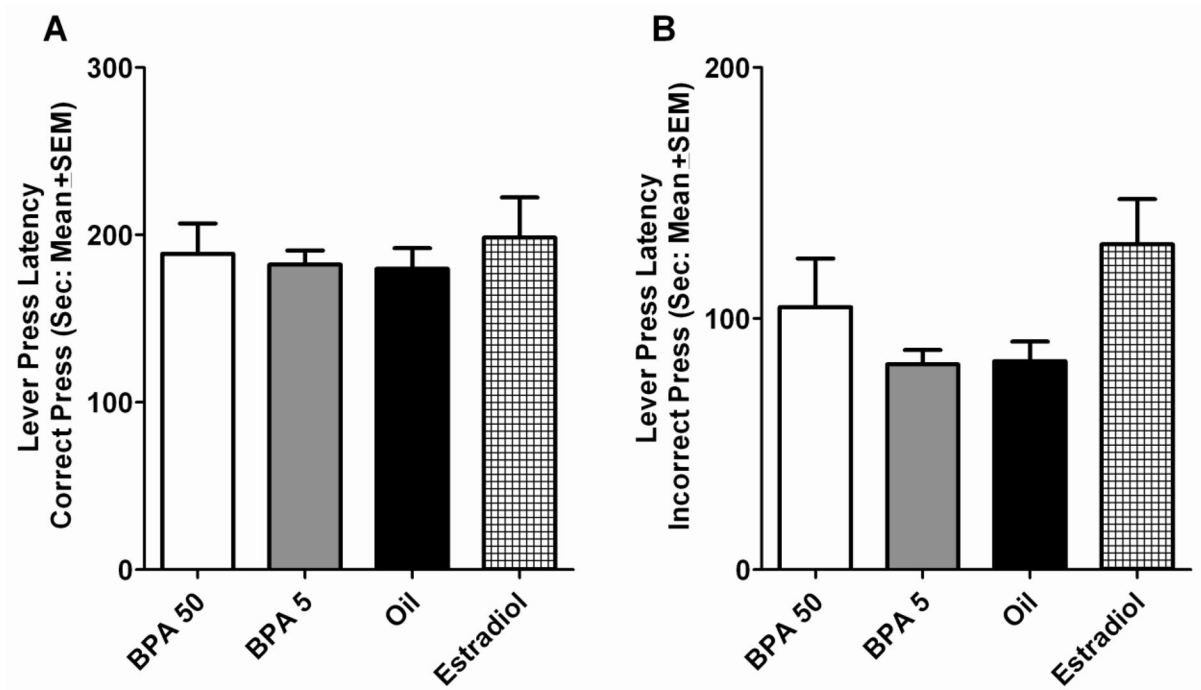 A
Lever Press Latency
Correct Press (Sec: Mean±SEM)
300
200
100
0
BPA 50
BPA 5
Oil
Estradiol
B
Lever Press Latency
Incorrect Press (Sec: Mean±SEM)
200
100
0
BPA 50
BPA 5
Oil
Estradiol